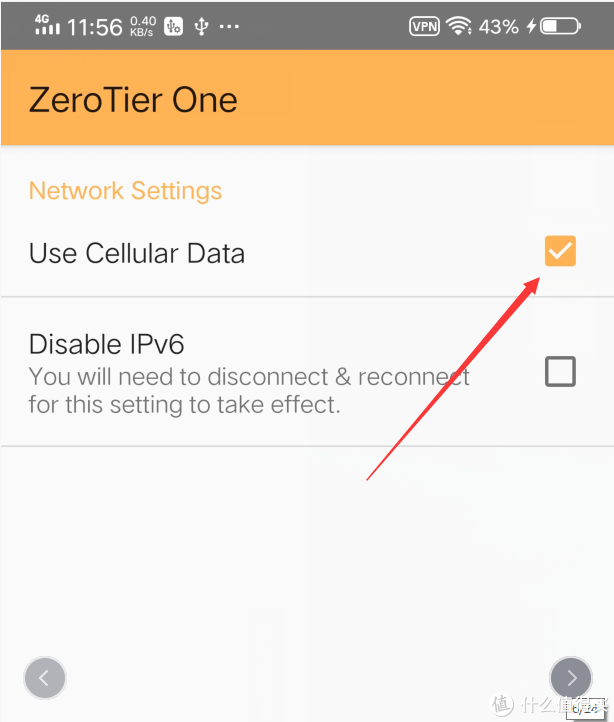 4G 11:56 0.40 KB/s ··· VPN 43%
ZeroTier One
Network Settings
Use Cellular Data
Disable IPv6
You will need to disconnect & reconnect
for this setting to take effect.
值 什么值得买